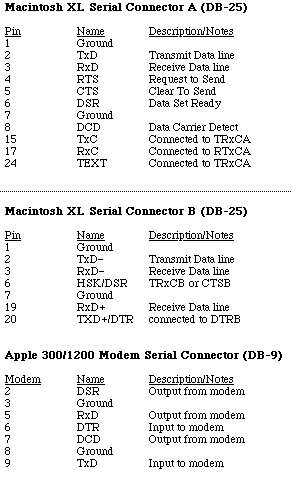 Macintosh XL Serial Connector A (DB-25)
Pin Name Description/Notes
1 Ground
2 TxD Transmit Data line
3 RxD Receive Data line
4 RTS Request to Send
5 CTS Clear To Send
6 DSR Data Set Ready
7 Ground
8 DCD Data Carrier Detect
15 TxC Connected to TRxCA
17 RxC Connected to RTxCA
24 TEXT Connected to TRxCA
Macintosh XL Serial Connector B (DB-25)
Pin Name Description/Notes
1 Ground
2 TxD– Transmit Data line
3 RxD– Receive Data line
6 HSK/DSR TRxCB or CTSB
7 Ground
19 RxD+ Receive Data line
20 TXD+/DTR connected to DTRB
Apple 300/1200 Modem Serial Connector (DB-9)
Modem Name Description/Notes
2 DSR Output from modem
3 Ground
5 RxD Output from modem
6 DTR Input to modem
7 DCD Output from modem
8 Ground
9 TxD Input to modem